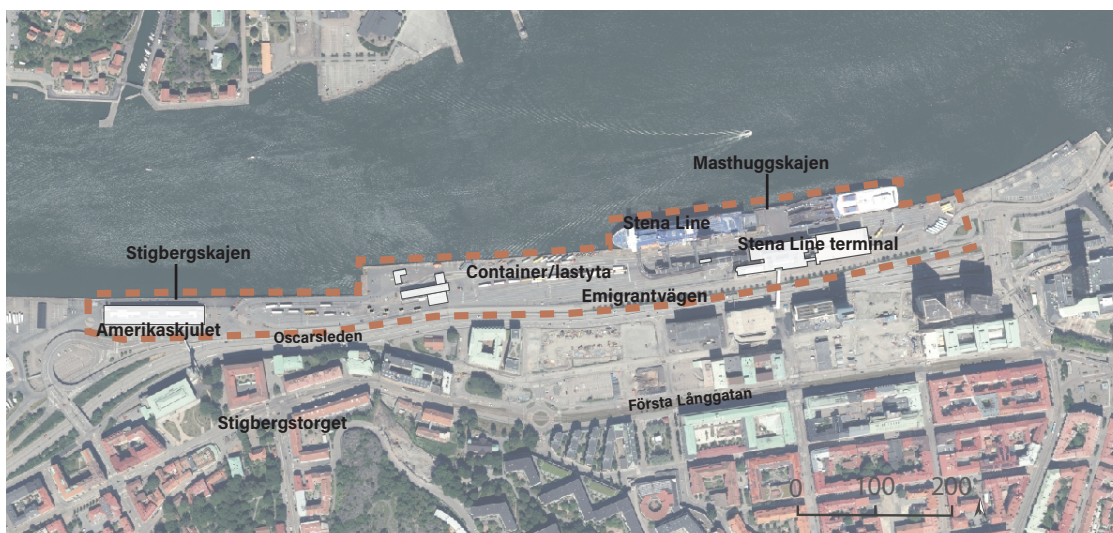 Masthuggskajen
Stena Line
Stena Line terminal
Stigbergskajen
Container/lastyta
Emigrantvägen
Amerikaskjulet
Oscarsleden
Första Långgatan
Stigbergstorget
0 100 200